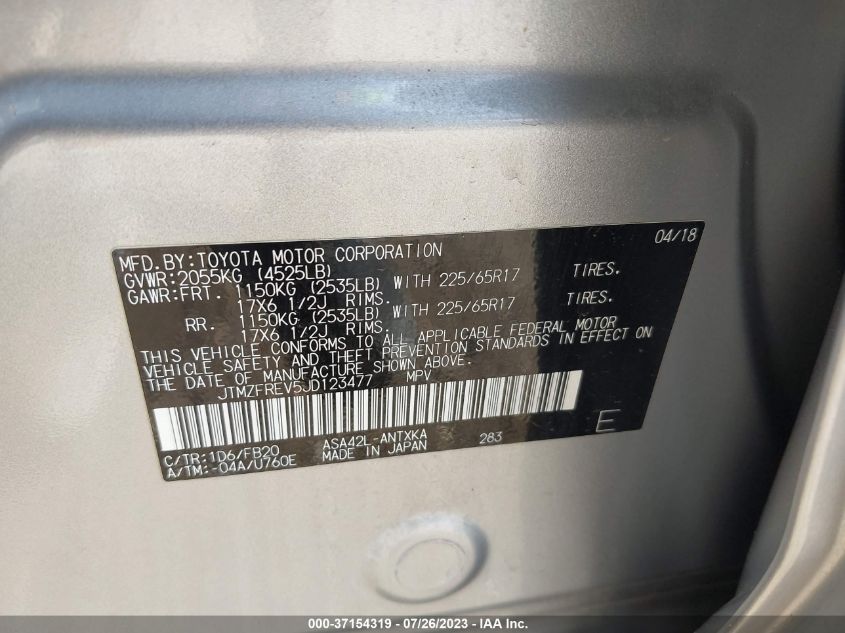 04/18
MFD.BY:TOYOTA MOTOR CORPORATION
GVWR:2055KG (4525LB)
GAWR:FRT. 1150KG (2535LB) WITH 225/65R17 TIRES.
17X6 1/2J RIMS.
RR. 1150KG (2535LB) WITH 225/65R17 TIRES.
17X6 1/2J RIMS.
THIS VEHICLE CONFORMS TO ALL APPLICABLE FEDERAL MOTOR
VEHICLE SAFETY AND THEFT PREVENTION STANDARDS IN EFFECT ON
THE DATE OF MANUFACTURE SHOWN ABOVE.
JTMZFREV5JD123477 MPV
C/TR:1D6/FB20 ASA42L-ANTXKA 283 E
A/TM:-04A/U760E MADE IN JAPAN
000-37154319 - 07/26/2023 - IAA Inc.